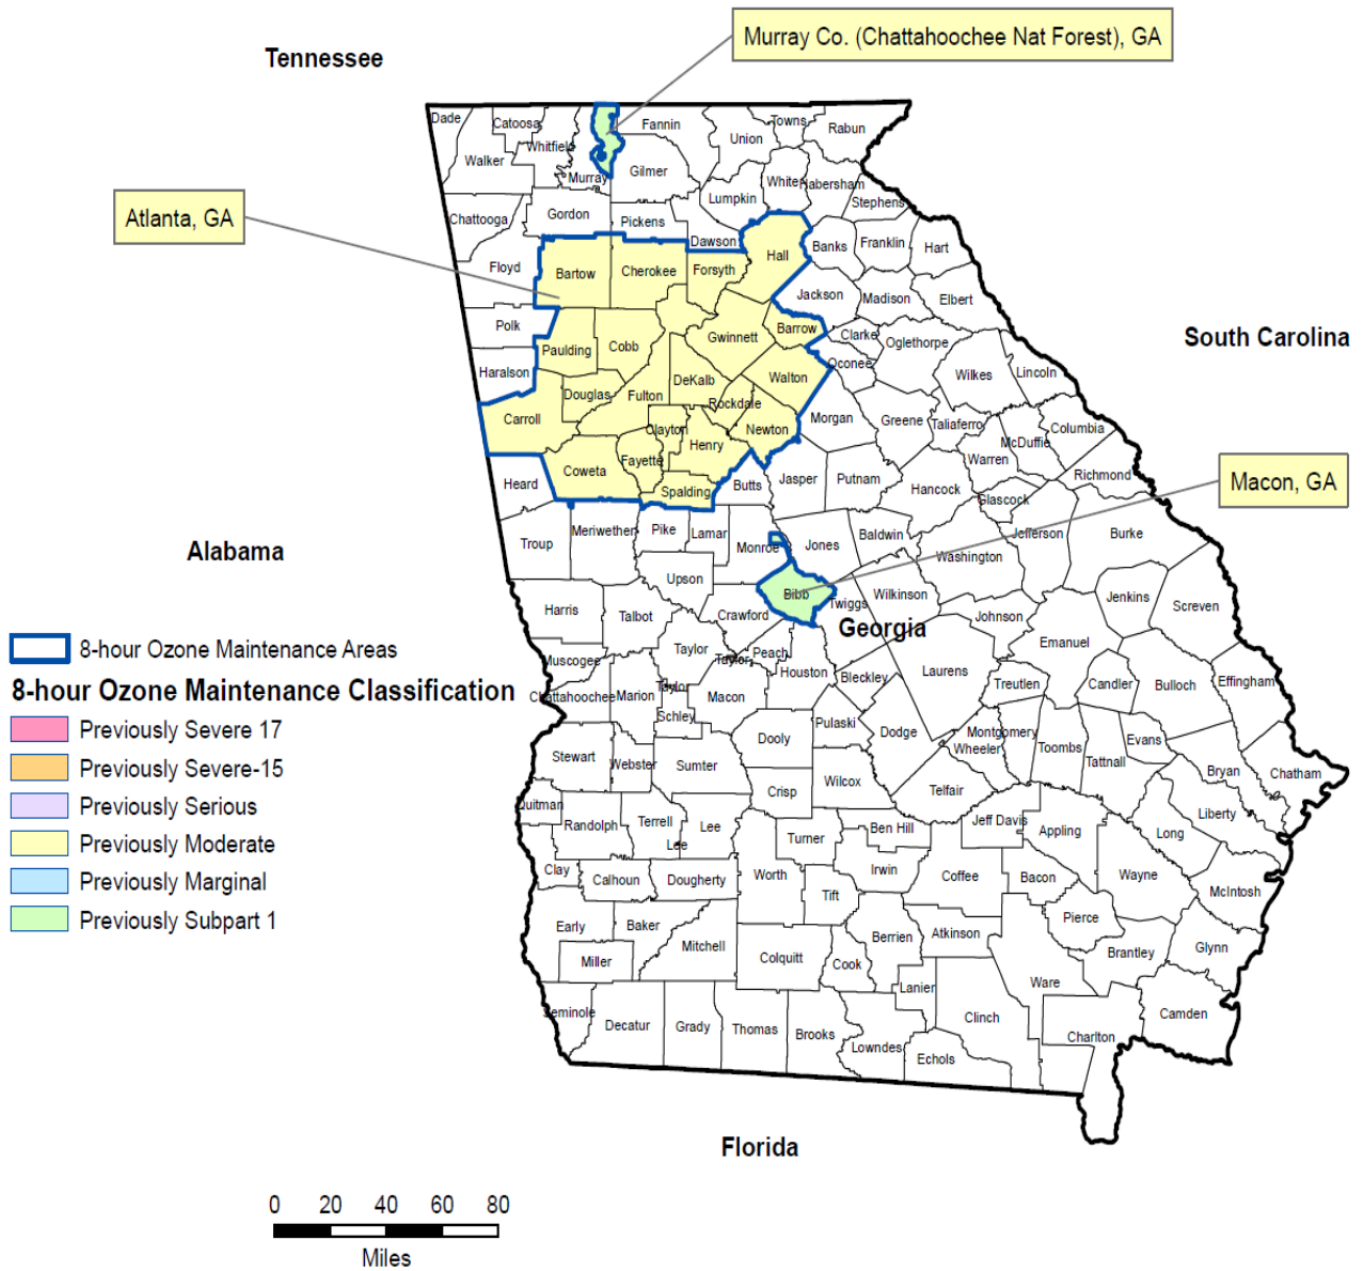 Murray Co. (Chattahoochee Nat Forest), GA
Tennessee
Dade
Catoosa
Fannin
Towns
Rabun
Union
Whitfield
Walker
Gilmer
Murray
White
Habersham
Lumpkin
Stephens
Atlanta, GA
Chattooga
Gordon
Pickens
Dawson
Banks
Franklin
Hart
Hall
Floyd
Bartow
Cherokee
Forsyth
Jackson
Madison
Elbert
Polk
Gwinnett
Barrow
Clarke
Oglethorpe
South Carolina
Paulding
Cobb
Oconee
Haralson
DeKalb
Walton
Wilkes
Lincoln
Douglas
Fulton
Rockdale
Carroll
Morgan
Greene
Taliaferro
Columbia
Clayton
Newton
Henry
McDuffie
Fayette
Warren
Coweta
Heard
Spalding
Butts
Jasper
Putnam
Hancock
Richmond
Macon, GA
Glascock
Troup
Meriwether
Pike
Lamar
Monroe
Jones
Baldwin
Jefferson
Burke
Alabama
Washington
Upson
Bibb
Wilkinson
Jenkins
Screven
Harris
Talbot
Crawford
Twiggs
Johnson
Georgia
Emanuel
8-hour Ozone Maintenance Areas
Taylor
Taylor
Peach
Muscogee
Houston
Bleckley
Laurens
8-hour Ozone Maintenance Classification
Chattahoochee
Marion
Taylor
Macon
Treutlen
Candler
Bulloch
Effingham
Schley
Pulaski
Previously Severe 17
Dooly
Dodge
Montgomery
Wheeler
Toombs
Evans
Stewart
Webster
Sumter
Tattnall
Previously Severe-15
Wilcox
Bryan
Chatham
Crisp
Telfair
Previously Serious
Quitman
Randolph
Terrell
Lee
Lee
Turner
Ben Hill
Jeff Davis
Appling
Long
Liberty
Previously Moderate
Clay
Calhoun
Dougherty
Worth
Irwin
Coffee
Bacon
Wayne
Previously Marginal
Tift
McIntosh
Previously Subpart 1
Early
Baker
Mitchell
Berrien
Atkinson
Pierce
Glynn
Miller
Colquitt
Cook
Brantley
Lanier
Ware
Seminole
Decatur
Grady
Thomas
Brooks
Clinch
Camden
Lowndes
Echols
Charlton
Florida
0 20 40 60 80
Miles